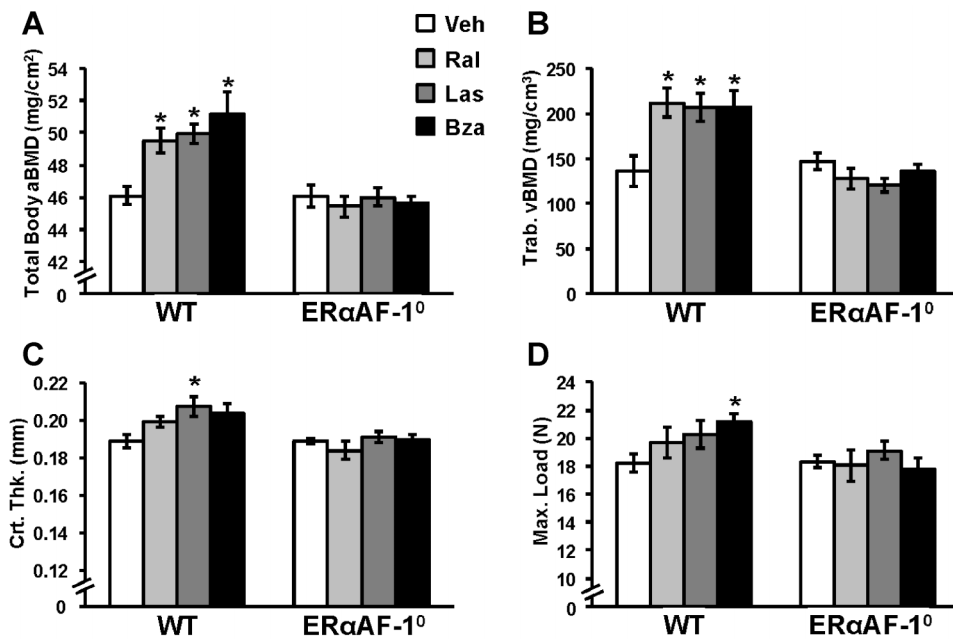 A
Total Body aBMD (mg/cm²)
54
52
50
48
46
44
42
0
*
*
*
WT
ERαAF-1⁰
Veh
Ral
Las
Bza
B
Trab. vBMD (mg/cm³)
250
200
150
100
50
0
*
*
*
WT
ERαAF-1⁰
C
Crt. Thk. (mm)
0.22
0.20
0.18
0.16
0.14
0.12
0
*
WT
ERαAF-1⁰
D
Max. Load (N)
24
22
20
18
16
14
12
10
0
*
WT
ERαAF-1⁰